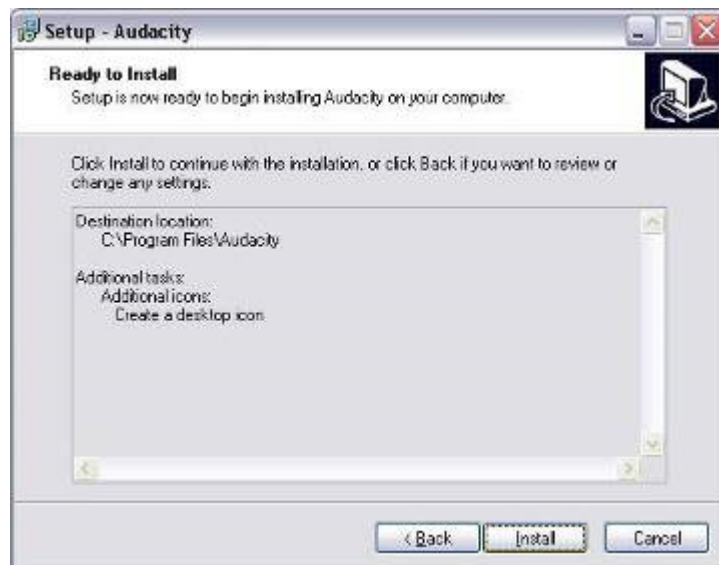 Setup - Audacity
Ready to Install
Setup is now ready to begin installing Audacity on your computer.
Click Install to continue with the installation, or click Back if you want to review or
change any settings.
Destination location:
C:\Program Files\Audacity
Additional tasks:
Additional icons:
Create a desktop icon
< Back
Install
Cancel